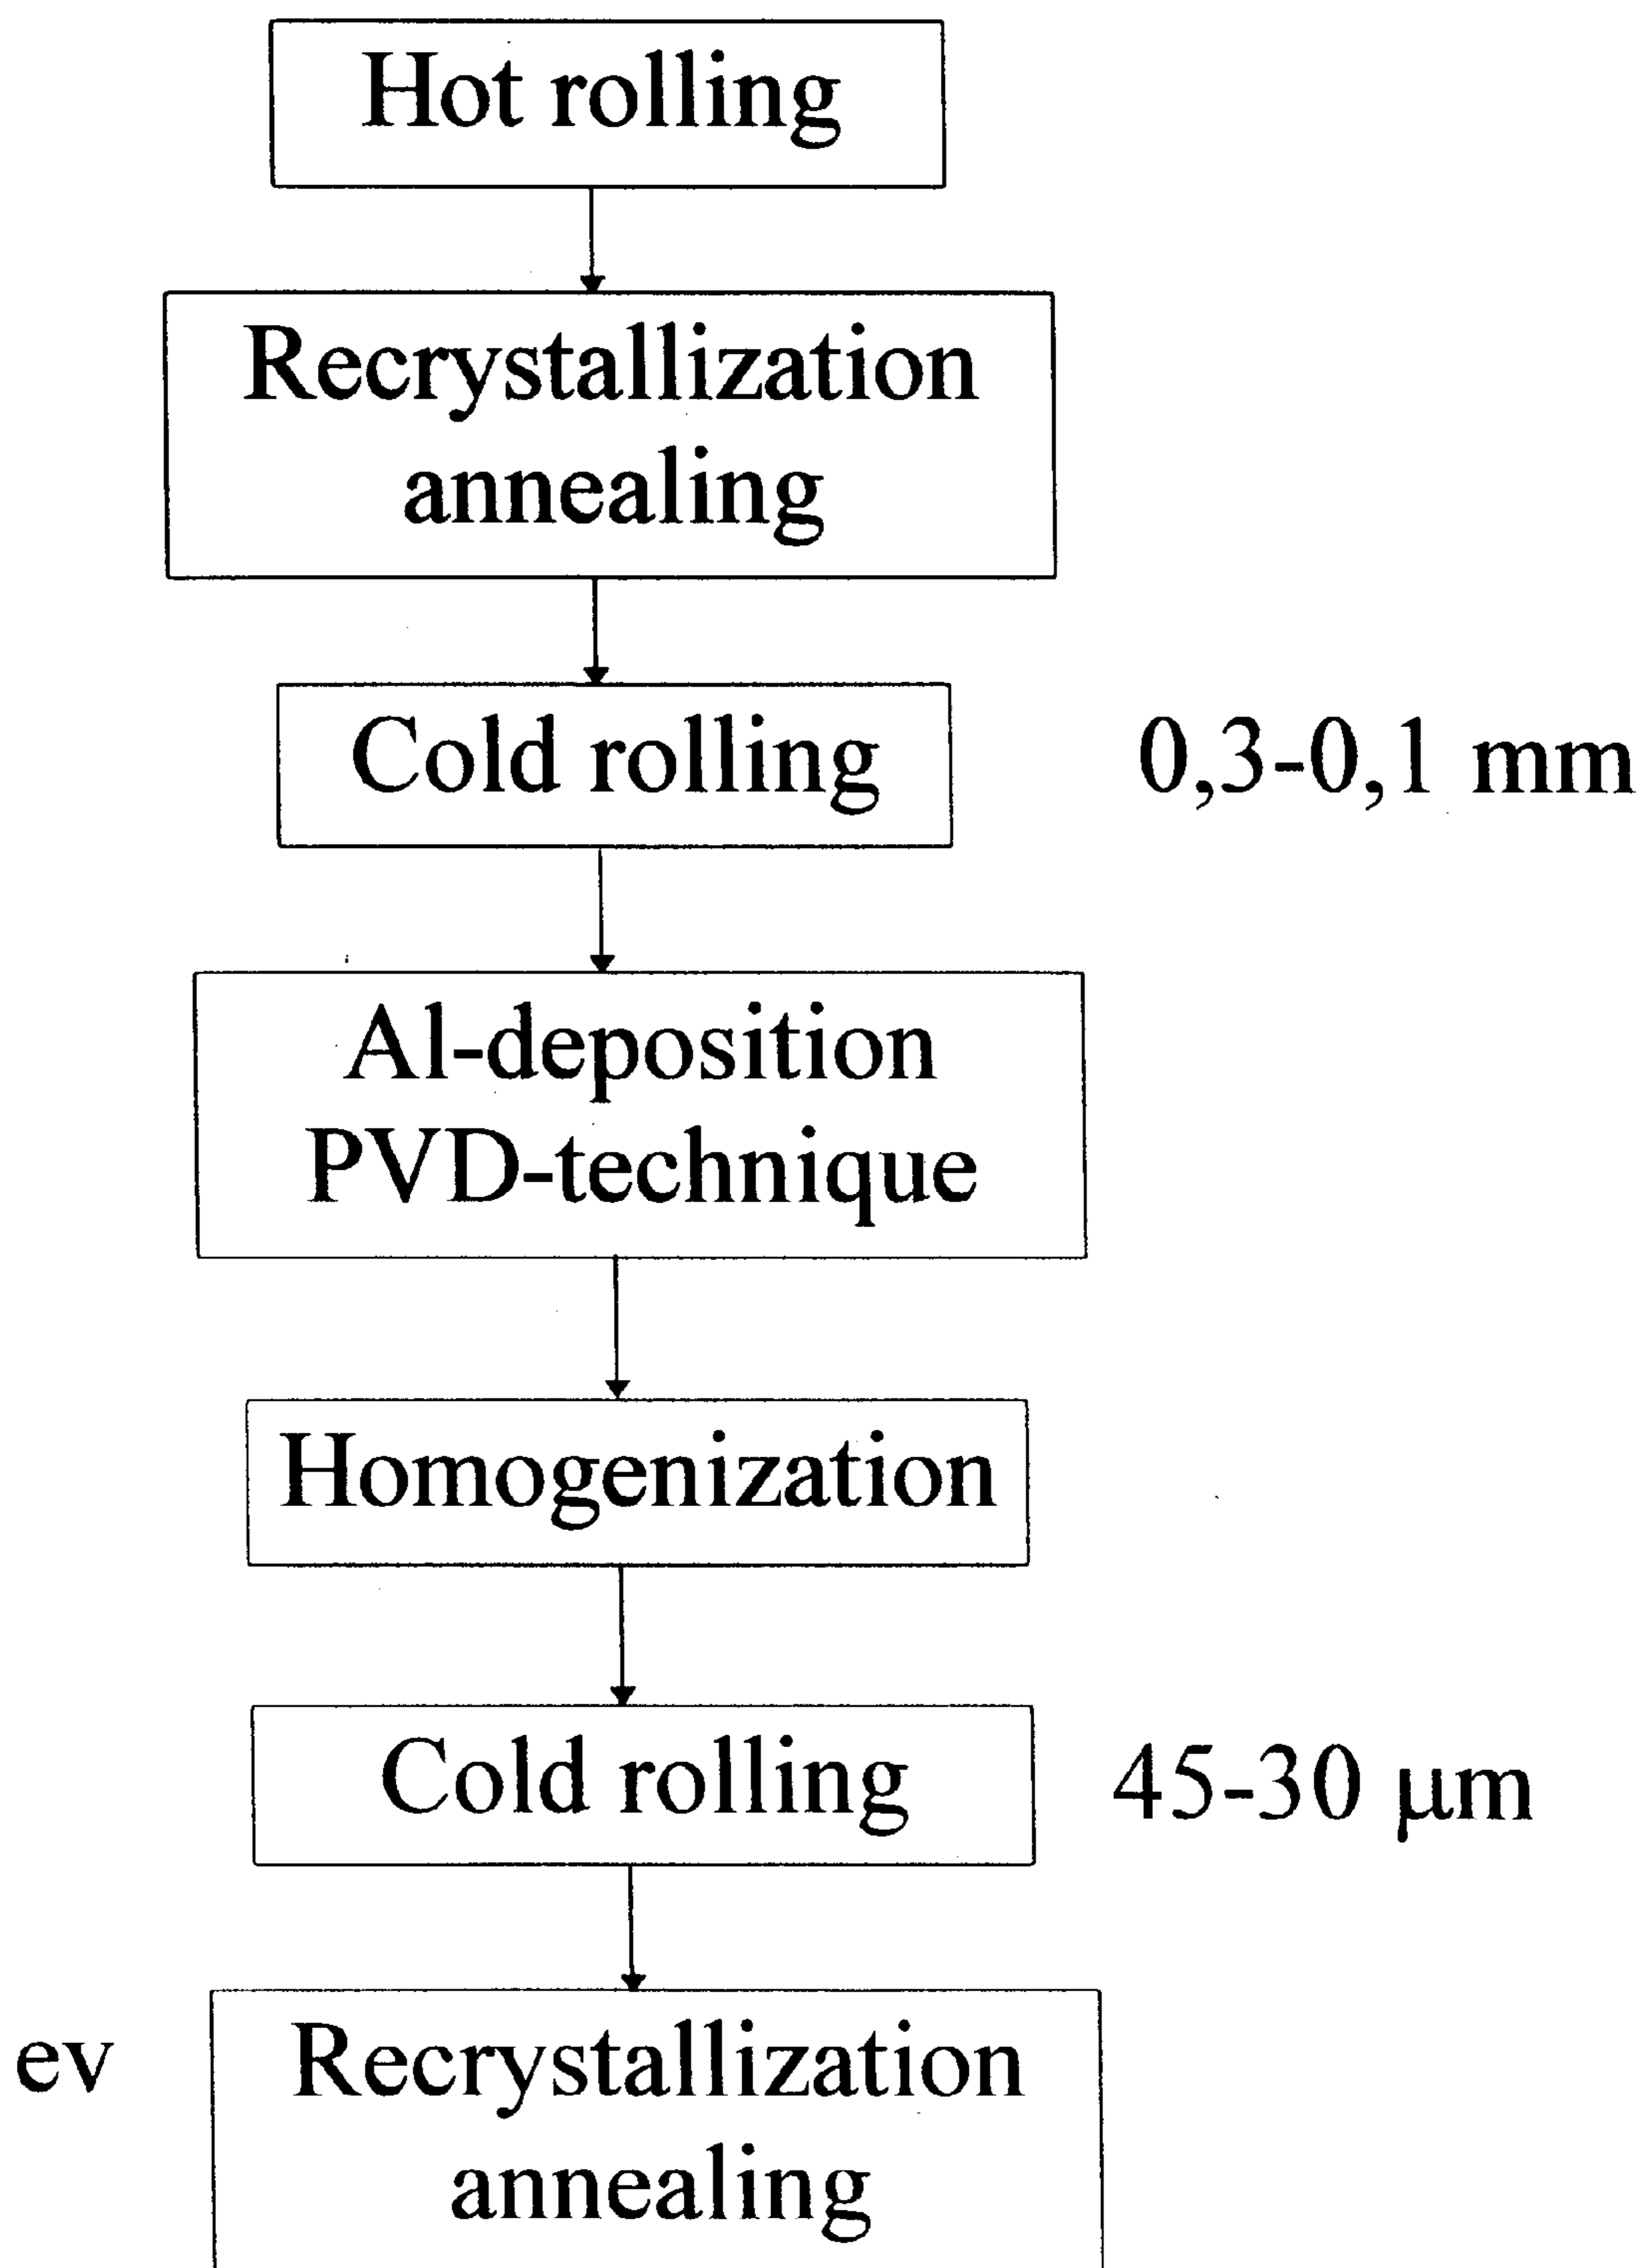 Hot rolling
Recrystallization
annealing
Cold rolling
0,3-0,1 mm
Al-deposition
PVD-technique
Homogenization
Cold rolling
45-30 μm
ev
Recrystallization
annealing